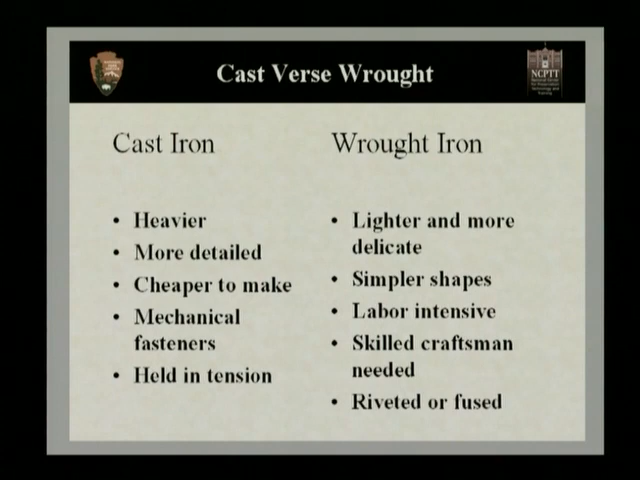 Cast Verse Wrought
NCPTT
Cast Iron
• Heavier
• More detailed
• Cheaper to make
• Mechanical
fasteners
• Held in tension
Wrought Iron
• Lighter and more
delicate
• Simpler shapes
• Labor intensive
• Skilled craftsman
needed
• Riveted or fused